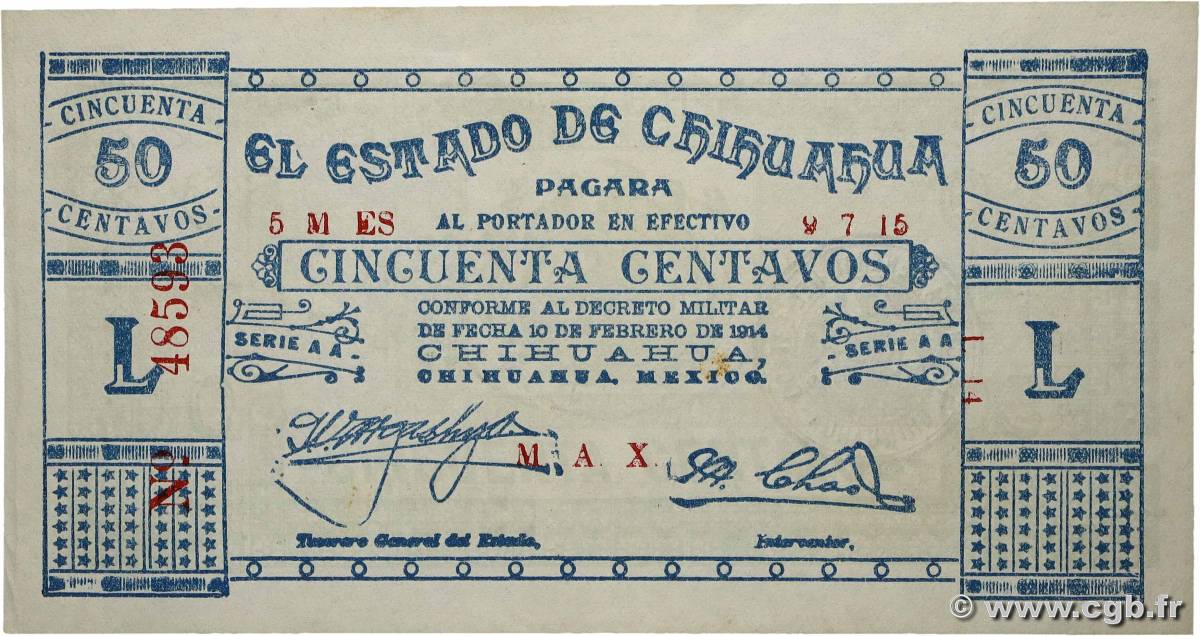 CINCUENTA
50
CENTAVOS
EL ESTADO DE CHIHUAHUA
PAGARA
5 M ES AL PORTADOR EN EFECTIVO 9 7 15
CINCUENTA CENTAVOS
CONFORME AL DECRETO MILITAR
DE FECHA 10 DE FEBRERO DE 1914
CHIHUAHUA,
CHIHUAHUA, MEXICO.
SERIE A A
SERIE A A
CINCUENTA
50
CENTAVOS
L
L
No 48593
M A X
Tesorero General del Estado,
Interventor,
© www.cgb.fr